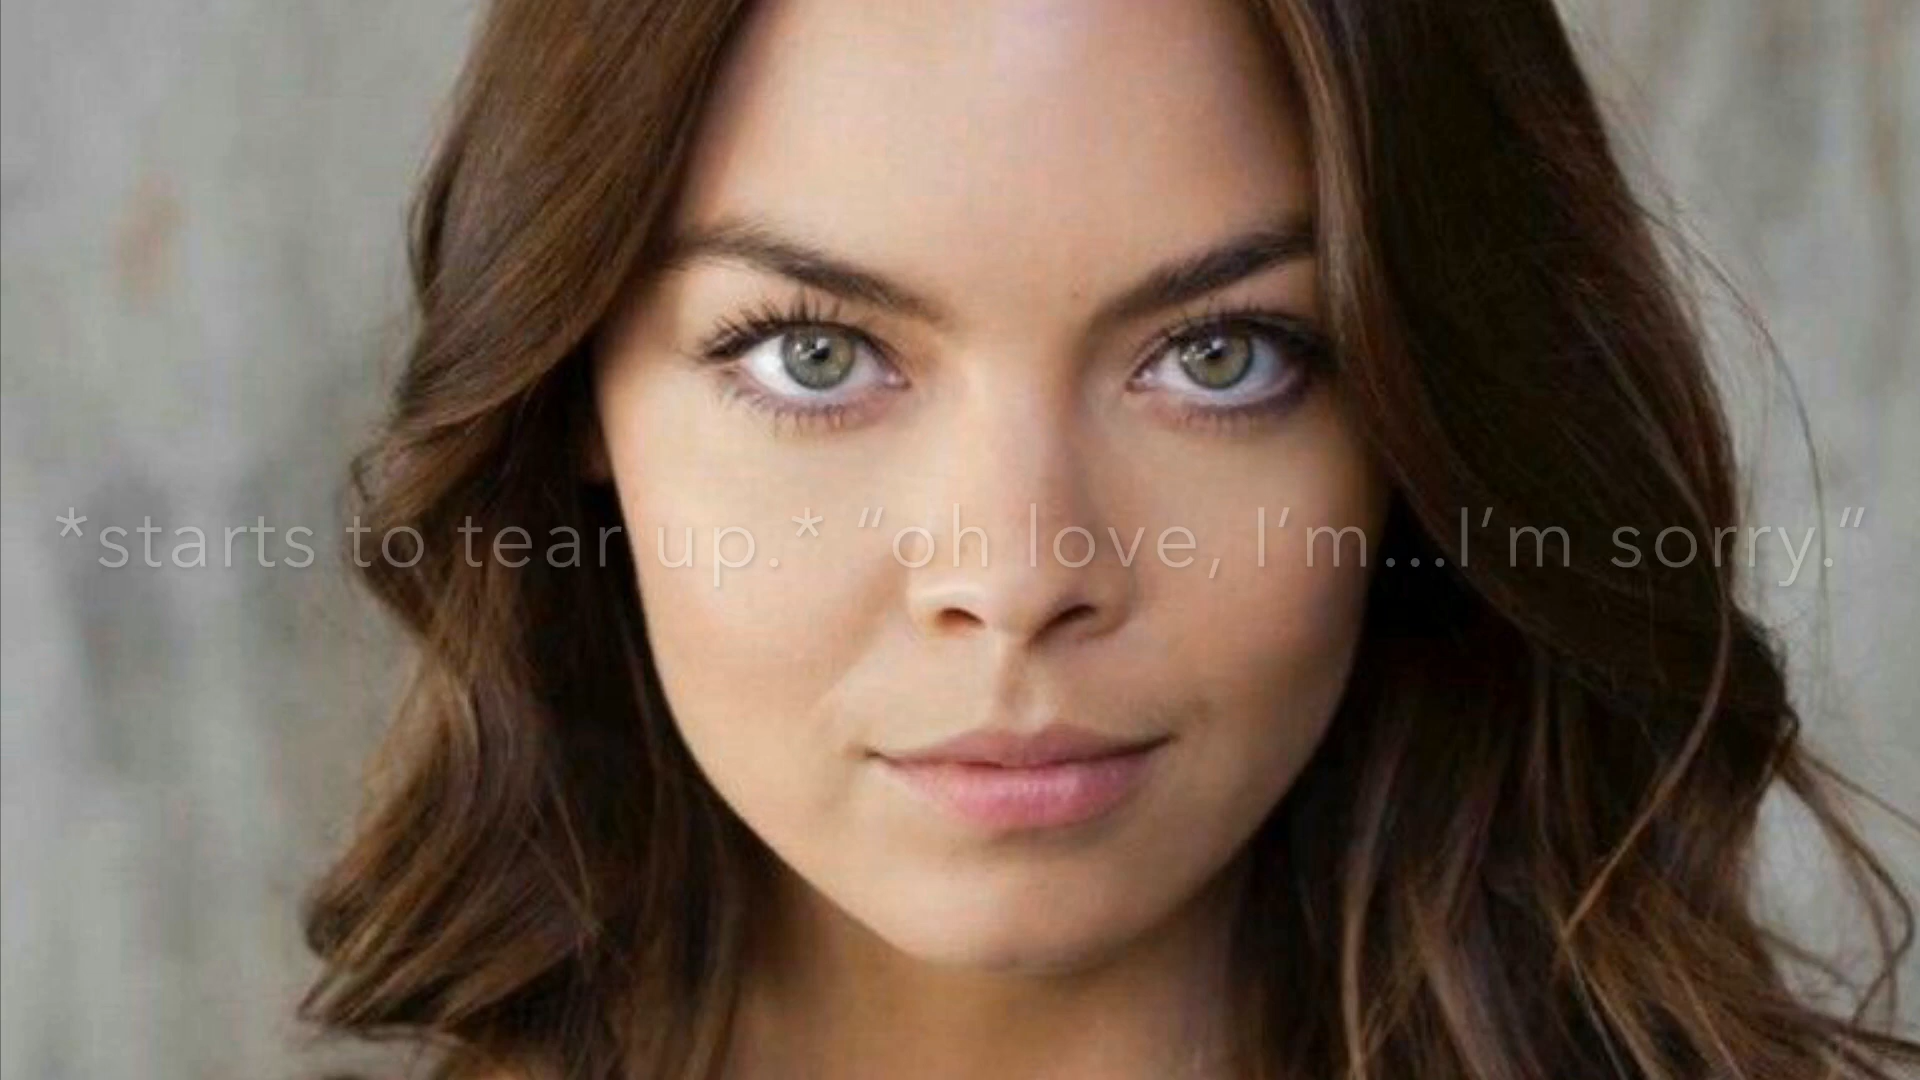 *starts to tear up.* “oh love, I’m...I’m sorry.”